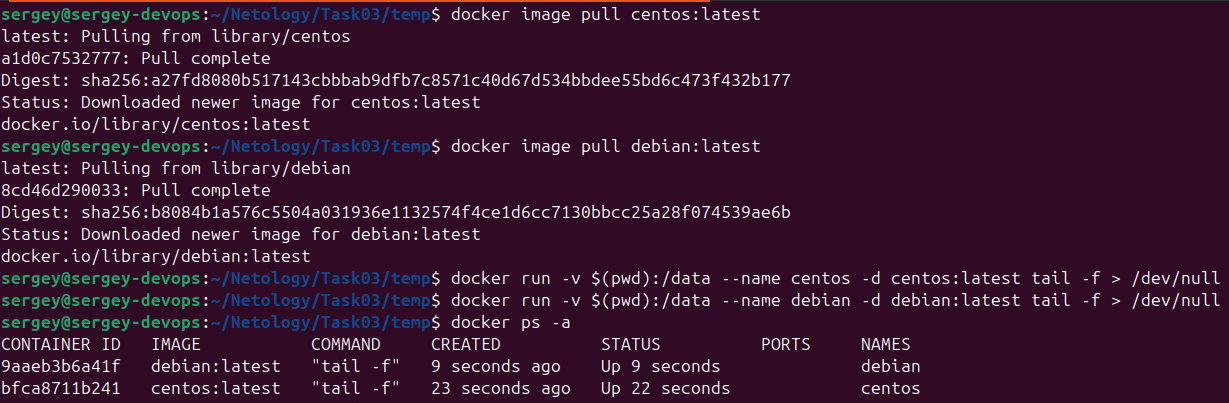 sergey@sergey-devops:~/Netology/Task03/temp$ docker image pull centos:latest
latest: Pulling from library/centos
a1d0c7532777: Pull complete
Digest: sha256:a27fd8080b517143cbbbab9dfb7c8571c40d67d534bbdee55bd6c473f432b177
Status: Downloaded newer image for centos:latest
docker.io/library/centos:latest
sergey@sergey-devops:~/Netology/Task03/temp$ docker image pull debian:latest
latest: Pulling from library/debian
8cd46d290033: Pull complete
Digest: sha256:b8084b1a576c5504a031936e1132574f4ce1d6cc7130bbcc25a28f074539ae6b
Status: Downloaded newer image for debian:latest
docker.io/library/debian:latest
sergey@sergey-devops:~/Netology/Task03/temp$ docker run -v $(pwd):/data --name centos -d centos:latest tail -f > /dev/null
sergey@sergey-devops:~/Netology/Task03/temp$ docker run -v $(pwd):/data --name debian -d debian:latest tail -f > /dev/null
sergey@sergey-devops:~/Netology/Task03/temp$ docker ps -a
CONTAINER ID   IMAGE           COMMAND     CREATED          STATUS          PORTS     NAMES
9aaeb3b6a41f   debian:latest   "tail -f"   9 seconds ago    Up 9 seconds              debian
bfca8711b241   centos:latest   "tail -f"   23 seconds ago   Up 22 seconds             centos